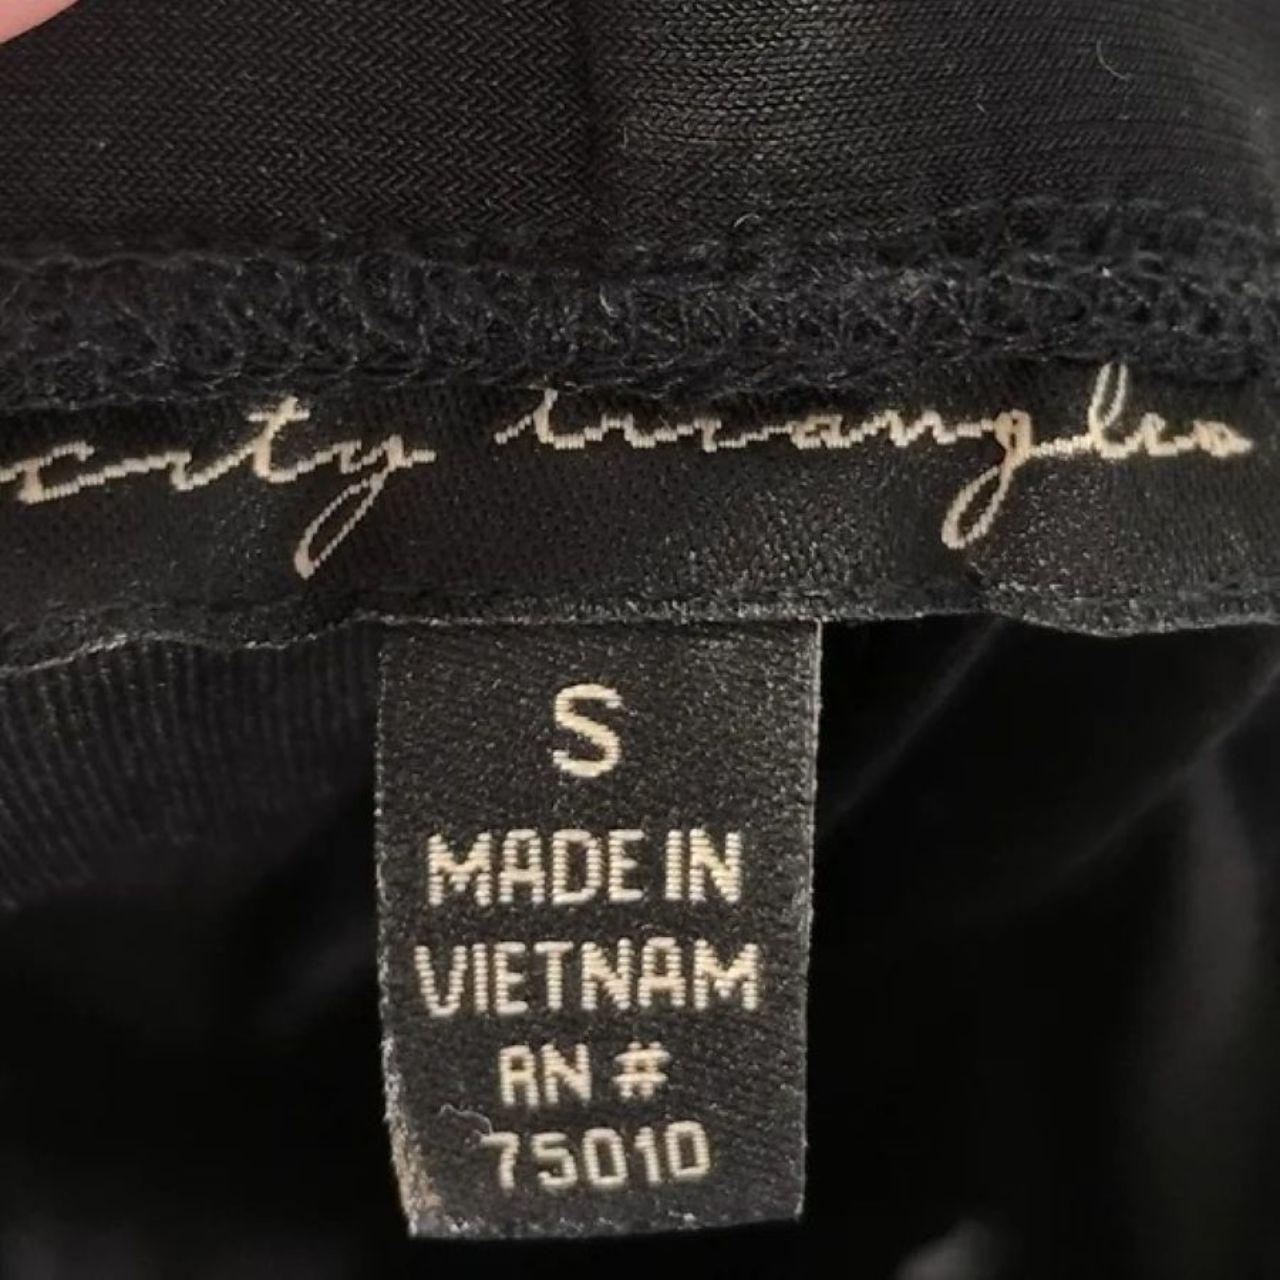 city triangles
S
MADE IN
VIETNAM
RN #
75010